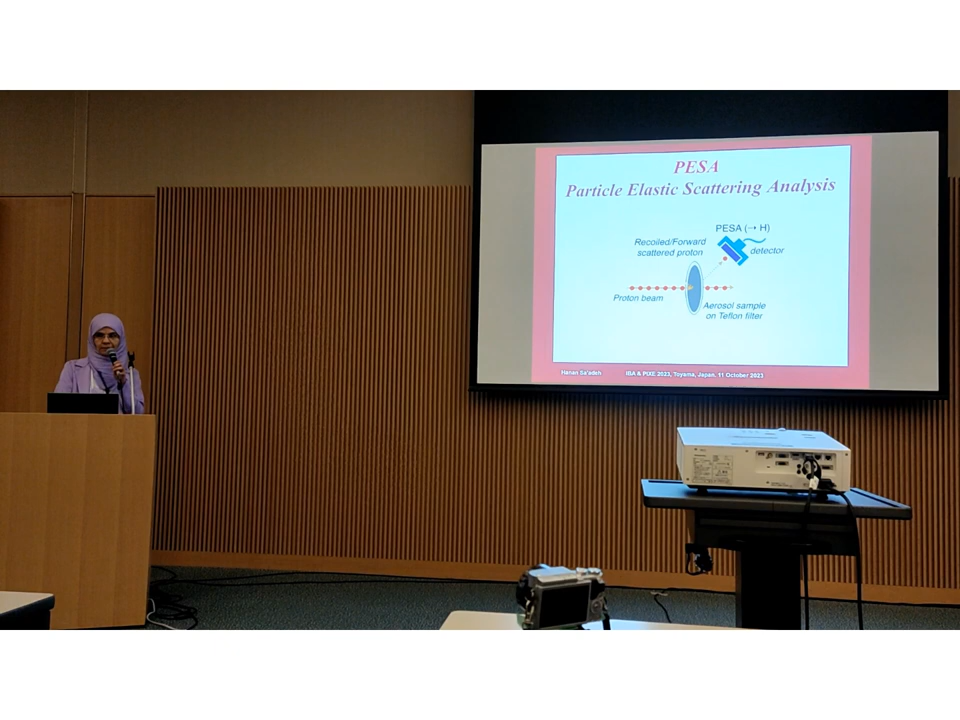 PESA
Particle Elastic Scattering Analysis
PESA (→ H)
detector
Recoiled/Forward
scattered proton
Proton beam
Aerosol sample
on Teflon filter
Hanan Sa'adeh IBA & PIXE 2023, Toyama, Japan, 11 October 2023